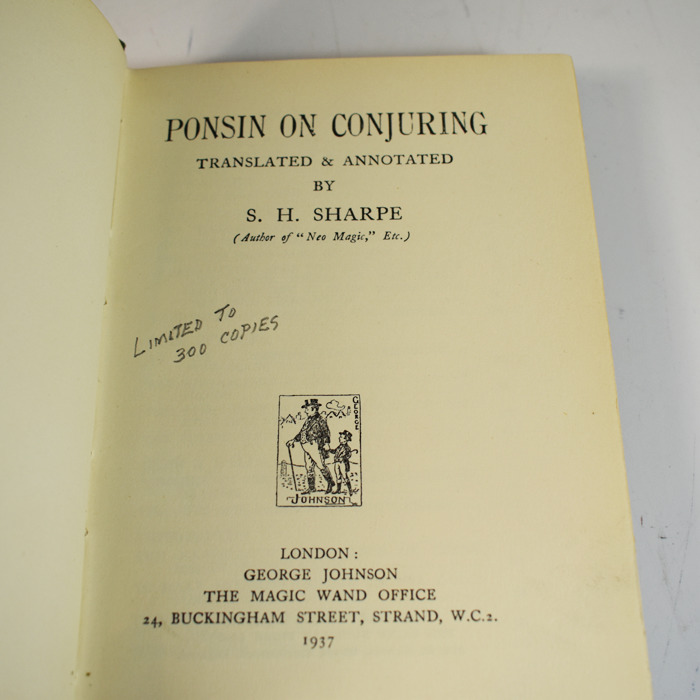 PONSIN ON CONJURING
TRANSLATED & ANNOTATED
BY
S. H. SHARPE
(Author of "Neo Magic," Etc.)
LIMITED TO
300 COPIES
GEORGE
JOHNSON
LONDON :
GEORGE JOHNSON
THE MAGIC WAND OFFICE
24, BUCKINGHAM STREET, STRAND, W.C.2.
1937